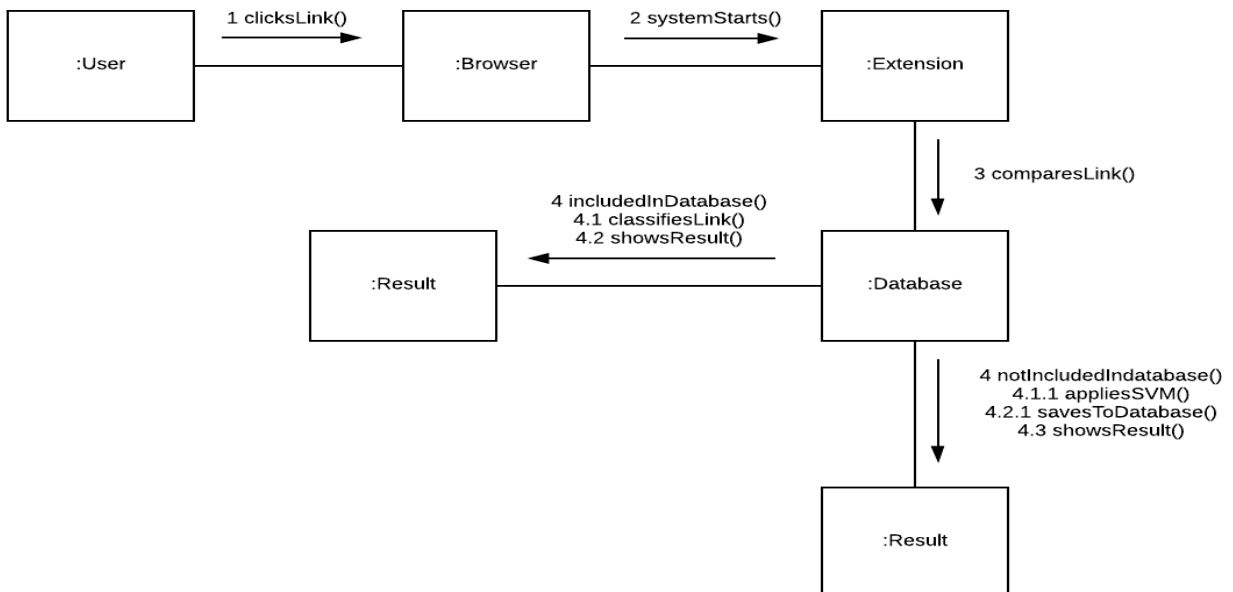 1 clicksLink()
2 systemStarts()
:User
:Browser
:Extension
3 comparesLink()
4 includedInDatabase()
4.1 classifiesLink()
4.2 showsResult()
:Result
:Database
4 notIncludedIndatabase()
4.1.1 appliesSVM()
4.2.1 savesToDatabase()
4.3 showsResult()
:Result